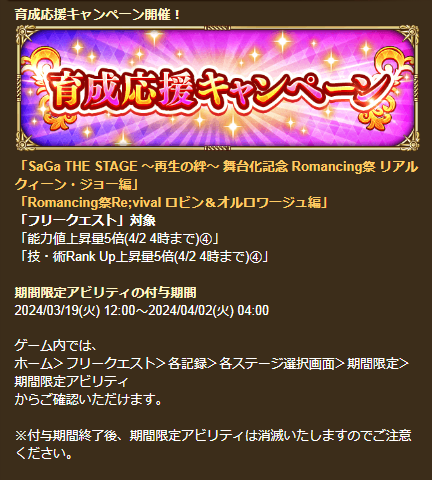 育成応援キャンペーン開催！
育成応援キャンペーン
「SaGa THE STAGE ～再生の絆～ 舞台化記念 Romancing祭 リアル
クィーン・ジョー編」
「Romancing祭Re;vival ロビン＆オルロワージュ編」
「フリークエスト」対象
「能力値上昇量5倍(4/2 4時まで)④」
「技・術Rank Up上昇量5倍(4/2 4時まで)④」
期間限定アビリティの付与期間
2024/03/19(火) 12:00～2024/04/02(火) 04:00
ゲーム内では、
ホーム＞フリークエスト＞各記録＞各ステージ選択画面＞期間限定＞
期間限定アビリティ
からご確認いただけます。
※付与期間終了後、期間限定アビリティは消滅いたしますのでご注意
ください。